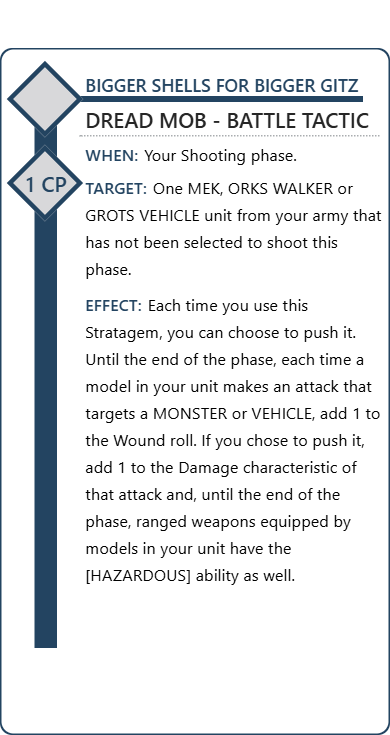 BIGGER SHELLS FOR BIGGER GITZ
DREAD MOB - BATTLE TACTIC
WHEN: Your Shooting phase.
1 CP
TARGET: One MEK, ORKS WALKER or
GROTS VEHICLE unit from your army that
has not been selected to shoot this
phase.
EFFECT: Each time you use this
Stratagem, you can choose to push it.
Until the end of the phase, each time a
model in your unit makes an attack that
targets a MONSTER or VEHICLE, add 1 to
the Wound roll. If you chose to push it,
add 1 to the Damage characteristic of
that attack and, until the end of the
phase, ranged weapons equipped by
models in your unit have the
[HAZARDOUS] ability as well.